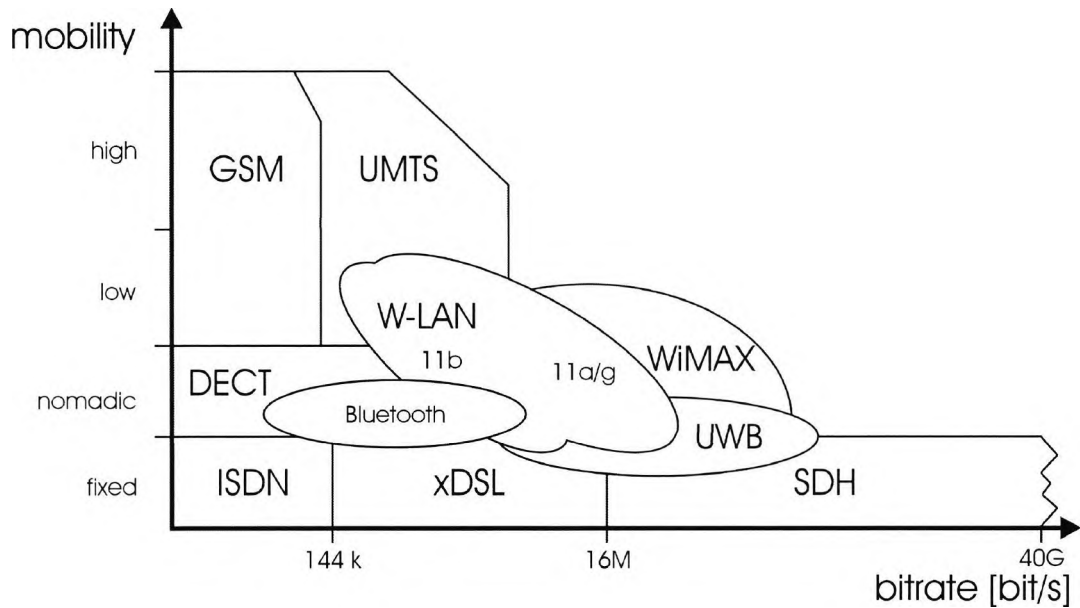 mobility
high
GSM
UMTS
low
W-LAN
11b
11a/g
WiMAX
DECT
nomadic
Bluetooth
UWB
fixed
ISDN
xDSL
SDH
144 k
16M
40G
bitrate [bit/s]